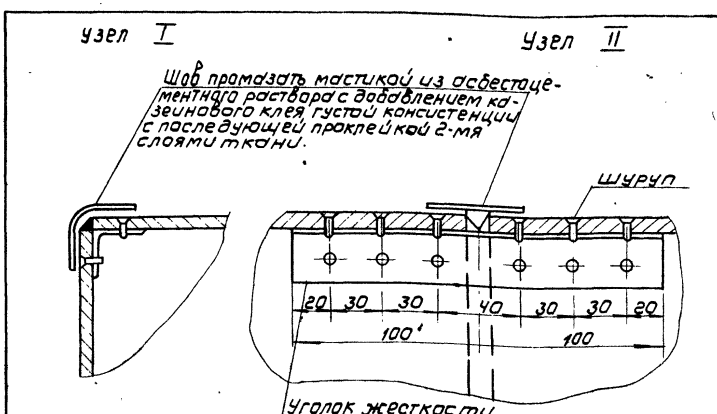 узел I
Узел II
Шов промазать мастикой из асбестоце-
ментного раствора с добавлением ка-
зеинового клея густой консистенции
с последующей проклейкой 2-мя
слоями ткани.
шуруп
20 30 30 40 30 30 20
100 100
Уголок жесткости